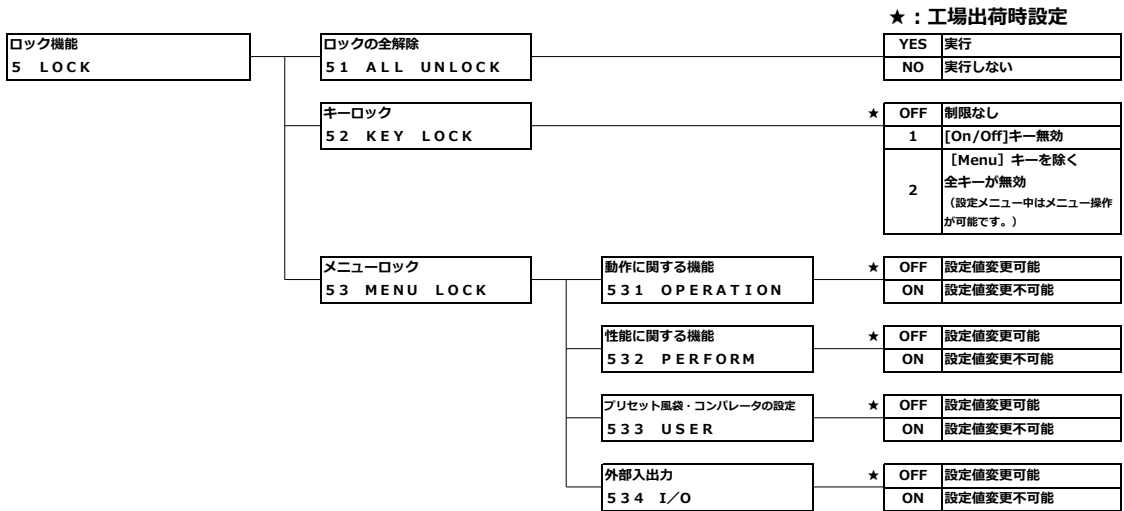 ★：工場出荷時設定
ロック機能
5 LOCK
ロックの全解除
51 ALL UNLOCK
YES 実行
NO 実行しない
キーロック
52 KEY LOCK
★ OFF 制限なし
1 [On/Off]キー無効
2 ［Menu］キーを除く
全キーが無効
（設定メニュー中はメニュー操作
が可能です。）
メニューロック
53 MENU LOCK
動作に関する機能
531 OPERATION
★ OFF 設定値変更可能
ON 設定値変更不可能
性能に関する機能
532 PERFORM
★ OFF 設定値変更可能
ON 設定値変更不可能
プリセット風袋・コンパレータの設定
533 USER
★ OFF 設定値変更可能
ON 設定値変更不可能
外部入出力
534 I／O
★ OFF 設定値変更可能
ON 設定値変更不可能